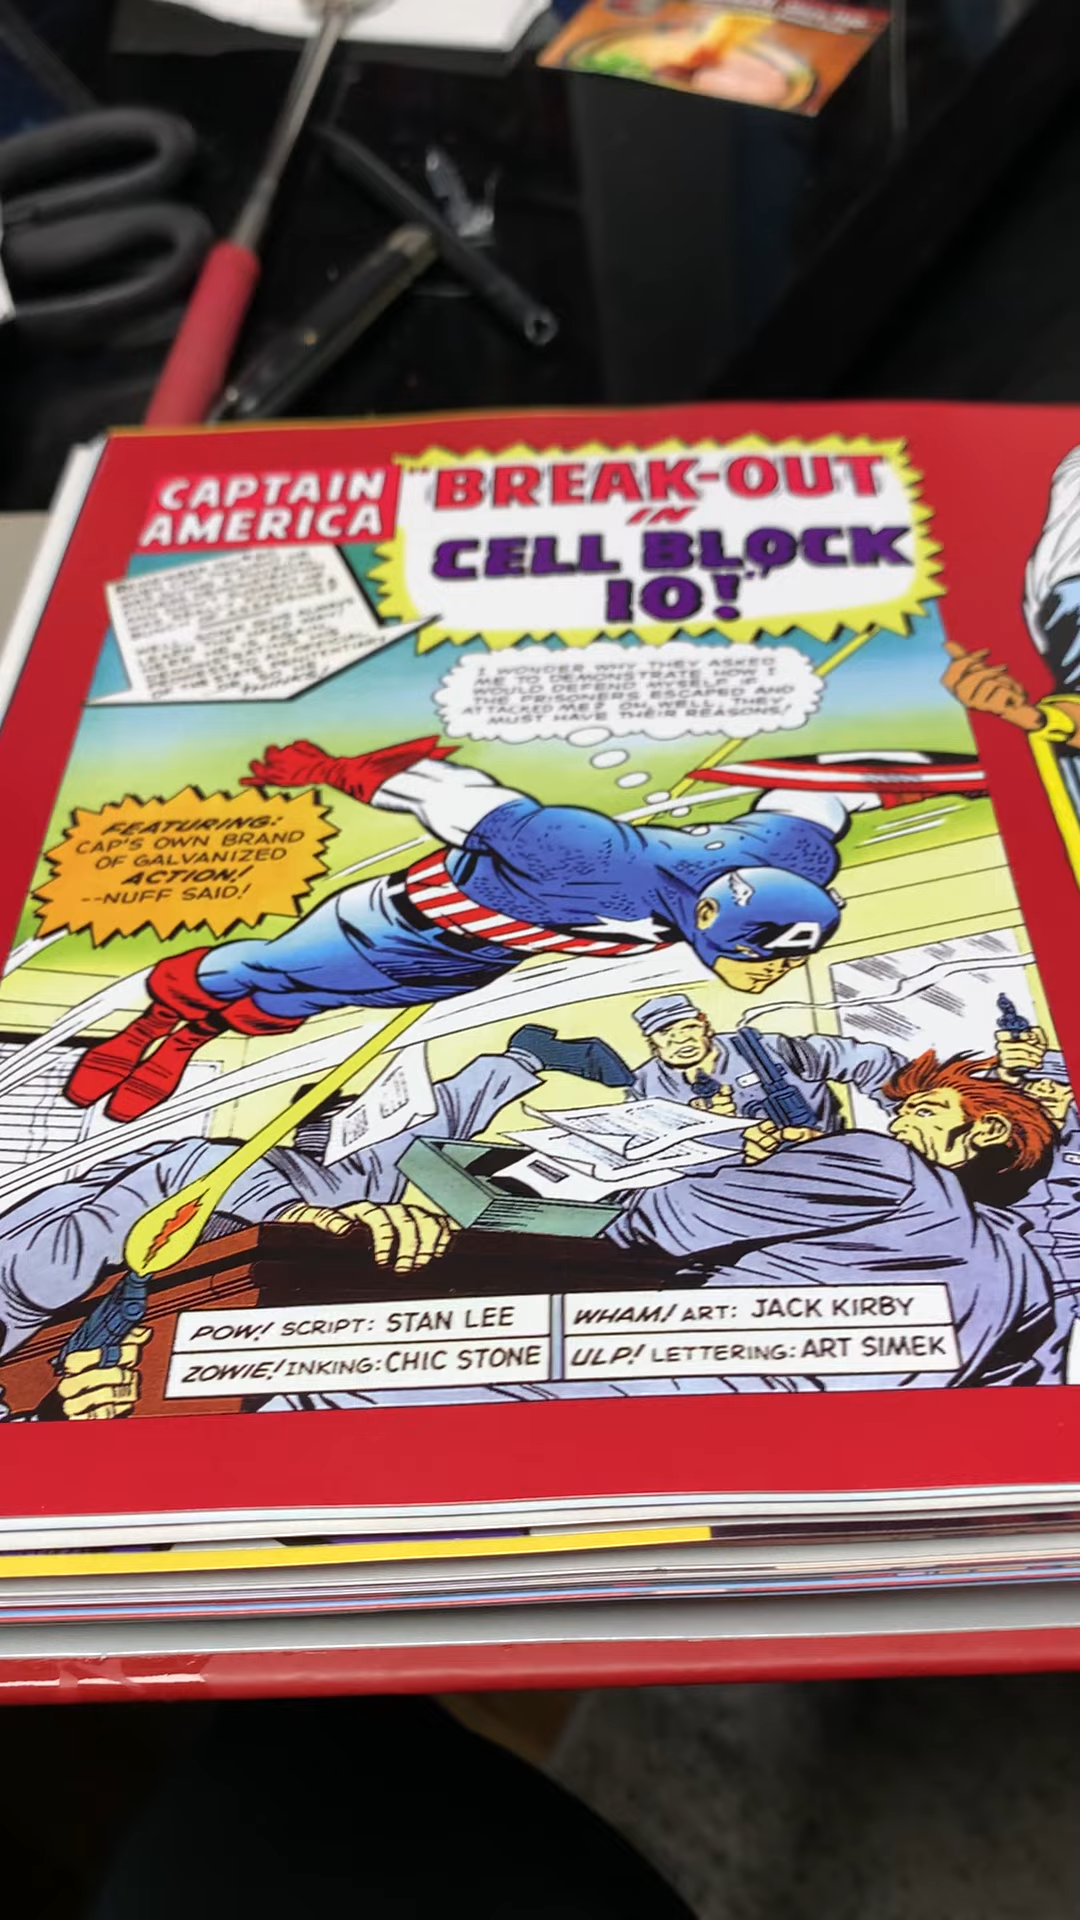 CAPTAIN
AMERICA
"BREAK-OUT
IN
CELL BLOCK
10!"
I WONDER WHY THEY ASKED
ME TO DEMONSTRATE HOW I
WOULD DEFEND MYSELF IF
THE PRISONERS ESCAPED AND
ATTACKED ME? OH, WELL, THEY
MUST HAVE THEIR REASONS!
FEATURING:
CAP'S OWN BRAND
OF GALVANIZED
ACTION!
--NUFF SAID!
POW! SCRIPT: STAN LEE
ZOWIE! INKING: CHIC STONE
WHAM! ART: JACK KIRBY
ULP! LETTERING: ART SIMEK